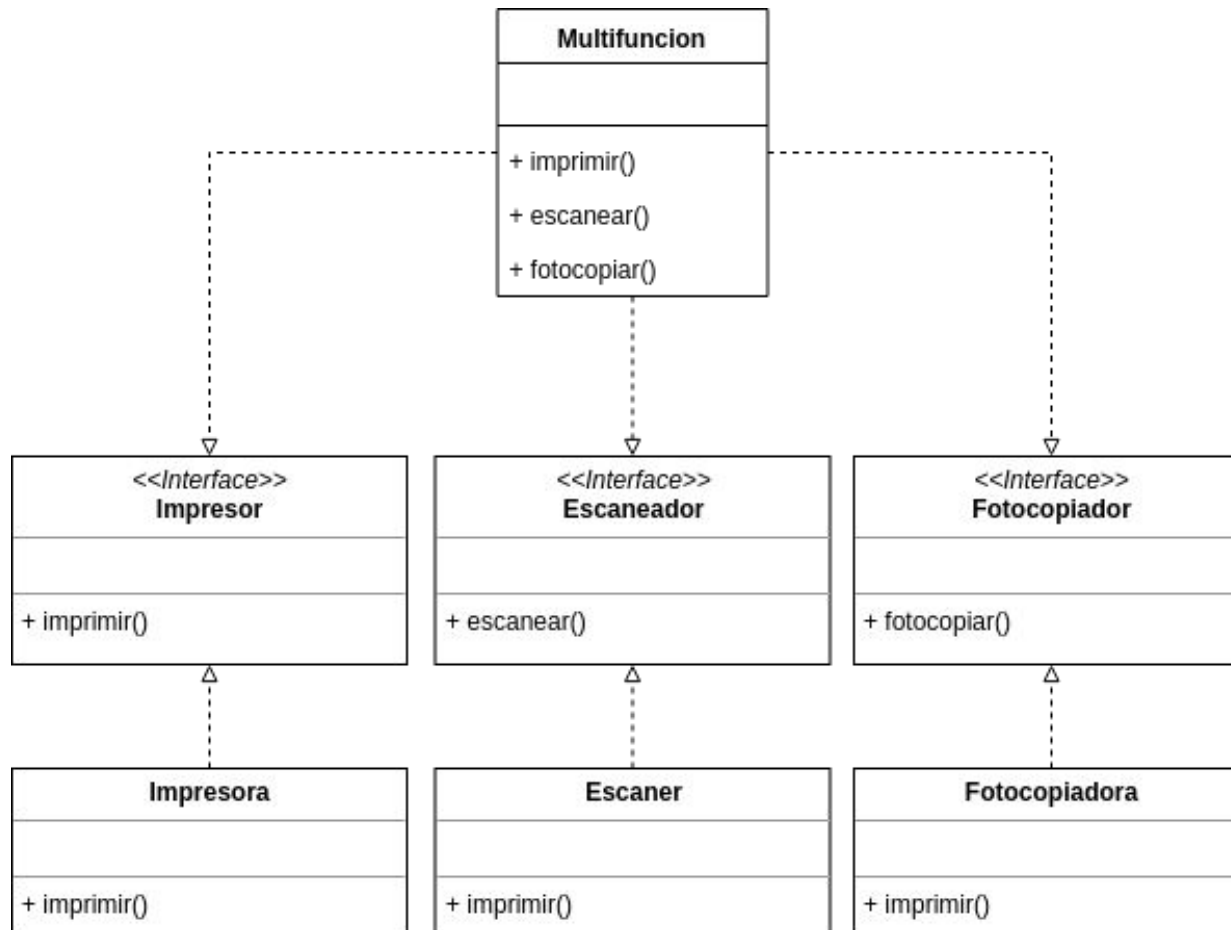 Multifuncion
+ imprimir()
+ escanear()
+ fotocopiar()
<<Interface>>
Impresor
+ imprimir()
<<Interface>>
Escaneador
+ escanear()
<<Interface>>
Fotocopiador
+ fotocopiar()
Impresora
+ imprimir()
Escaner
+ imprimir()
Fotocopiadora
+ imprimir()